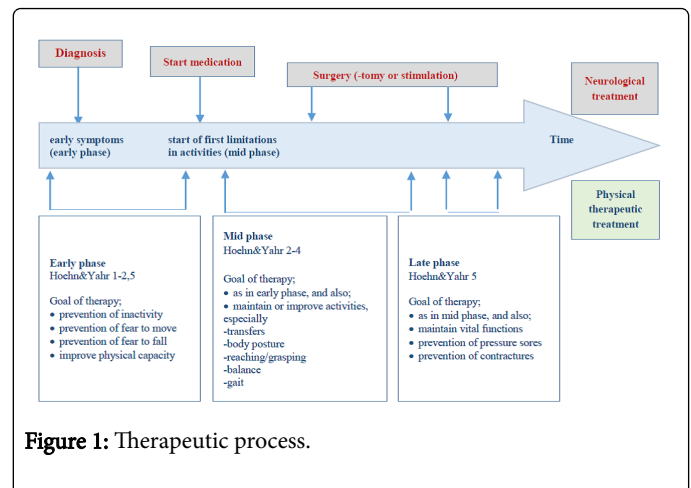 Diagnosis
Start medication
Surgery (-tomy or stimulation)
Neurological
treatment
early symptoms
(early phase)
start of first limitations
in activities (mid phase)
Time
Physical
therapeutic
treatment
Early phase
Hoehn&Yahr 1-2,5
Goal of therapy;
• prevention of inactivity
• prevention of fear to move
• prevention of fear to fall
• improve physical capacity
Mid phase
Hoehn&Yahr 2-4
Goal of therapy;
• as in early phase, and also;
• maintain or improve activities,
especially
-transfers
-body posture
-reaching/grasping
-balance
-gait
Late phase
Hoehn&Yahr 5
Goal of therapy;
• as in mid phase, and also;
• maintain vital functions
• prevention of pressure sores
• prevention of contractures
Figure 1: Therapeutic process.